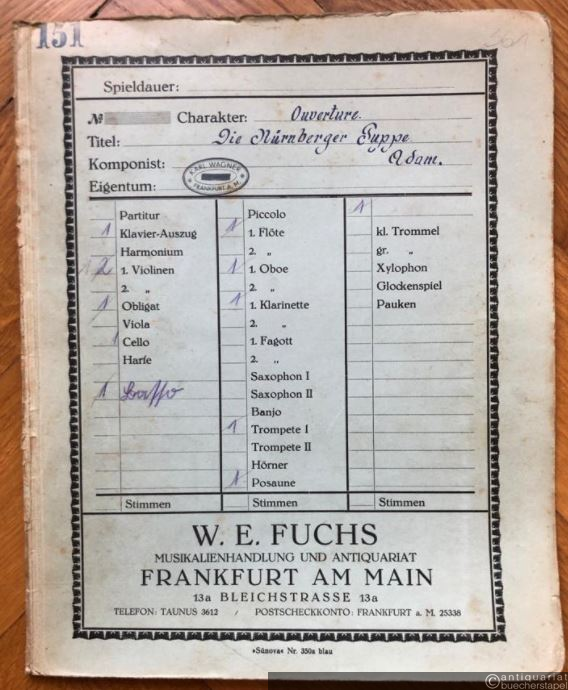 151
Spieldauer:
№ Charakter: Ouverture.
Titel: Die Nürnberger Puppe
Komponist: Adam.
Eigentum: KARL WAGNER FRANKFURT A. M.
Partitur
1 Klavier-Auszug
Harmonium
2 1. Violinen
2. „
1 Obligat
Viola
1 Cello
Harfe
1 Basso
Stimmen
Piccolo
1 1. Flöte
2. „
1 1. Oboe
2. „
1 1. Klarinette
2. „
1. Fagott
2. „
Saxophon I
Saxophon II
Banjo
1 Trompete I
Trompete II
Hörner
1 Posaune
Stimmen
1
kl. Trommel
gr. „
Xylophon
Glockenspiel
Pauken
Stimmen
W. E. FUCHS
MUSIKALIENHANDLUNG UND ANTIQUARIAT
FRANKFURT AM MAIN
13a BLEICHSTRASSE 13a
TELEFON: TAUNUS 3612 / POSTSCHECKKONTO: FRANKFURT a. M. 25338
»Sünova« Nr. 350a blau
antiquariat
buecherstapel